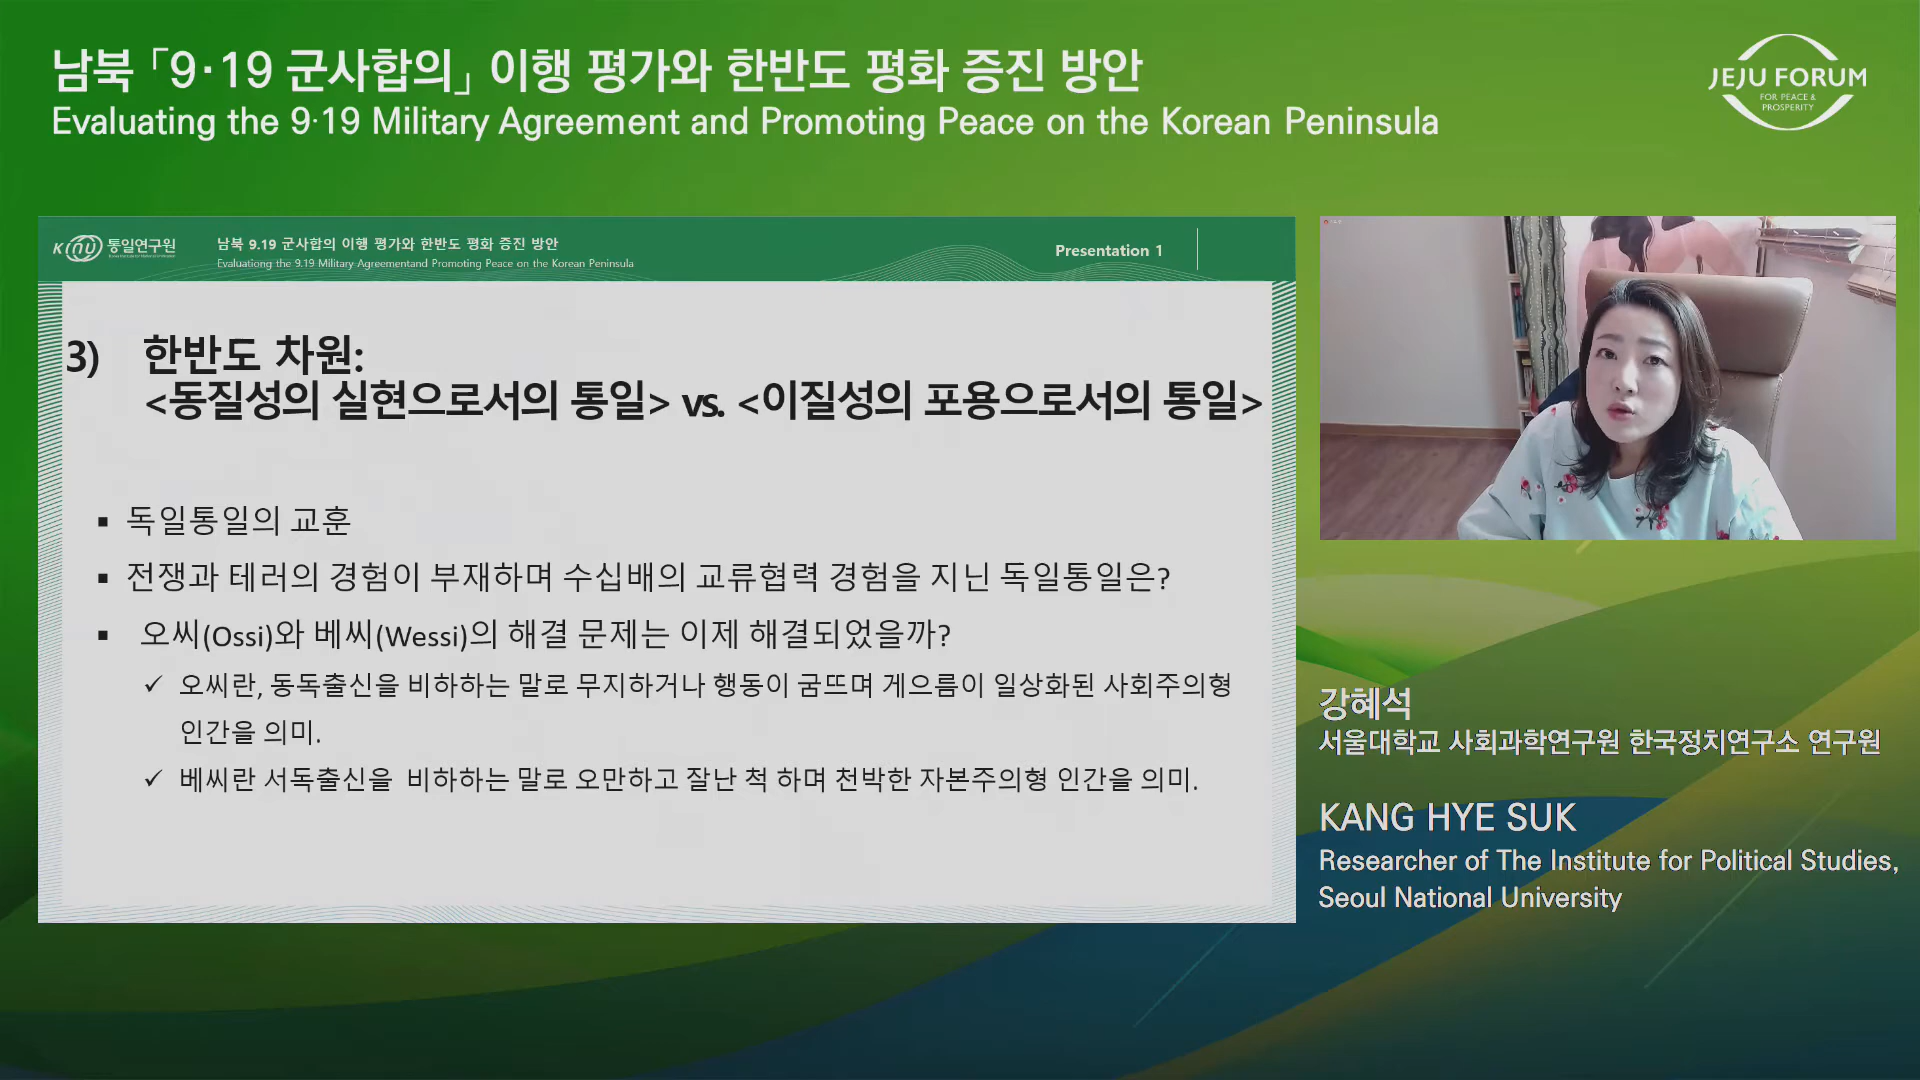 남북 「9·19 군사합의」 이행 평가와 한반도 평화 증진 방안
Evaluating the 9·19 Military Agreement and Promoting Peace on the Korean Peninsula
JEJU FORUM
FOR PEACE &
PROSPERITY
KINU 통일연구원
남북 9.19 군사합의 이행 평가와 한반도 평화 증진 방안
Evaluationg the 9.19 Military Agreementand Promoting Peace on the Korean Peninsula
Presentation 1
3) 한반도 차원:
<동질성의 실현으로서의 통일> vs. <이질성의 포용으로서의 통일>
▪ 독일통일의 교훈
▪ 전쟁과 테러의 경험이 부재하며 수십배의 교류협력 경험을 지닌 독일통일은?
▪ 오씨(Ossi)와 베씨(Wessi)의 해결 문제는 이제 해결되었을까?
✓ 오씨란, 동독출신을 비하하는 말로 무지하거나 행동이 굼뜨며 게으름이 일상화된 사회주의형
인간을 의미.
✓ 베씨란 서독출신을 비하하는 말로 오만하고 잘난 척 하며 천박한 자본주의형 인간을 의미.
강혜석
서울대학교 사회과학연구원 한국정치연구소 연구원
KANG HYE SUK
Researcher of The Institute for Political Studies,
Seoul National University